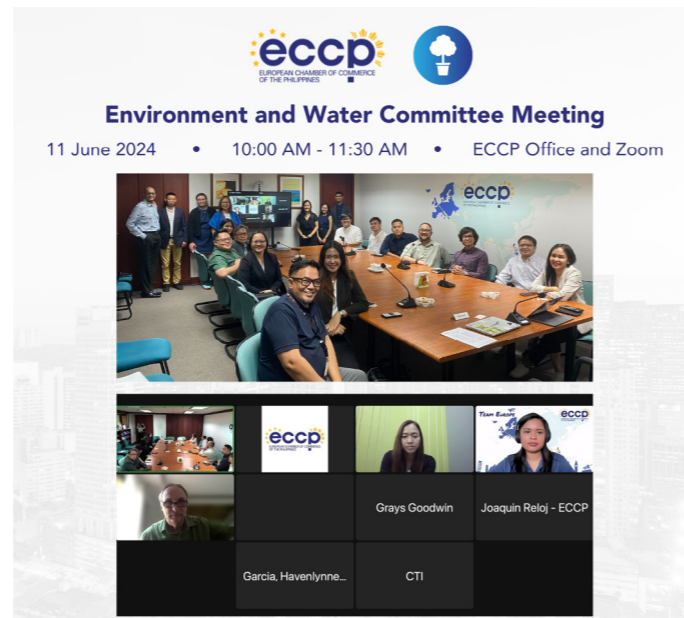 eccp
EUROPEAN CHAMBER OF COMMERCE
OF THE PHILIPPINES
Environment and Water Committee Meeting
11 June 2024 • 10:00 AM - 11:30 AM • ECCP Office and Zoom
eccp
eccp
TEAM EUROPE
eccp
Grays Goodwin
Joaquin Reloj - ECCP
Garcia, Havenlynne...
CTI